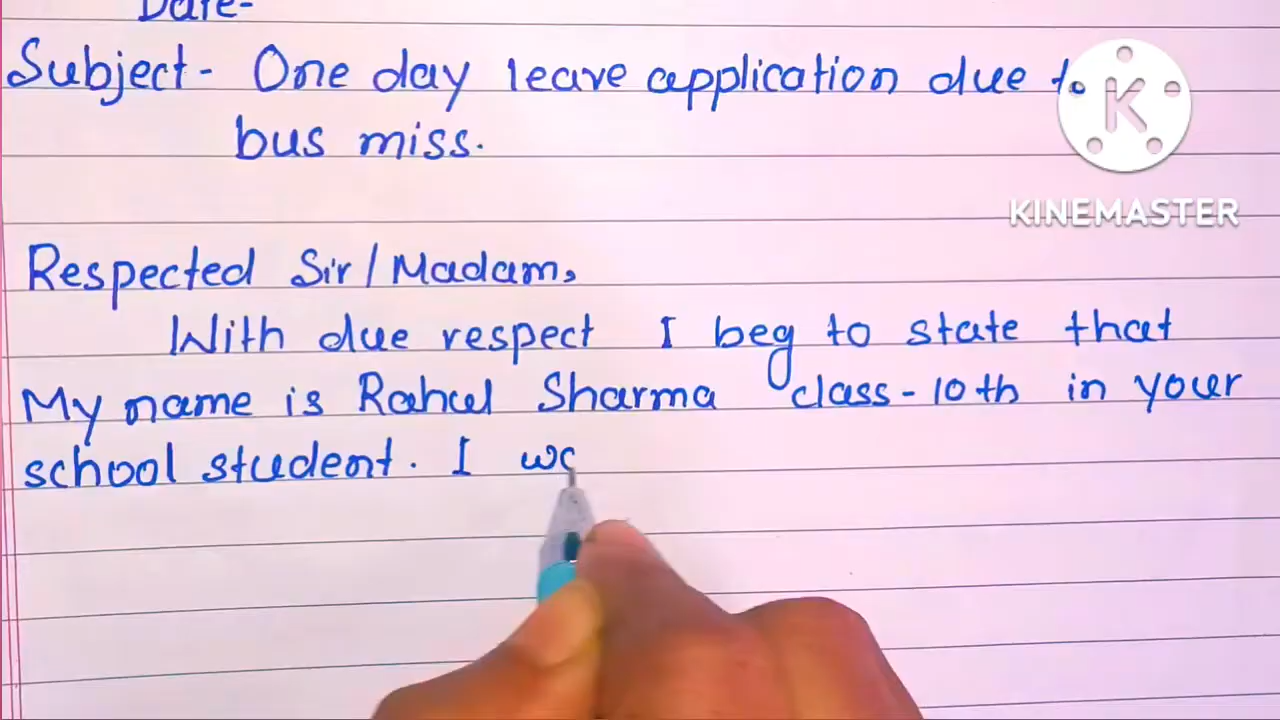 Date-
Subject- One day leave application due to
bus miss.
KINEMASTER
Respected Sir/Madam,
With due respect I beg to state that
My name is Rahul Sharma class-10th in your
school student. I